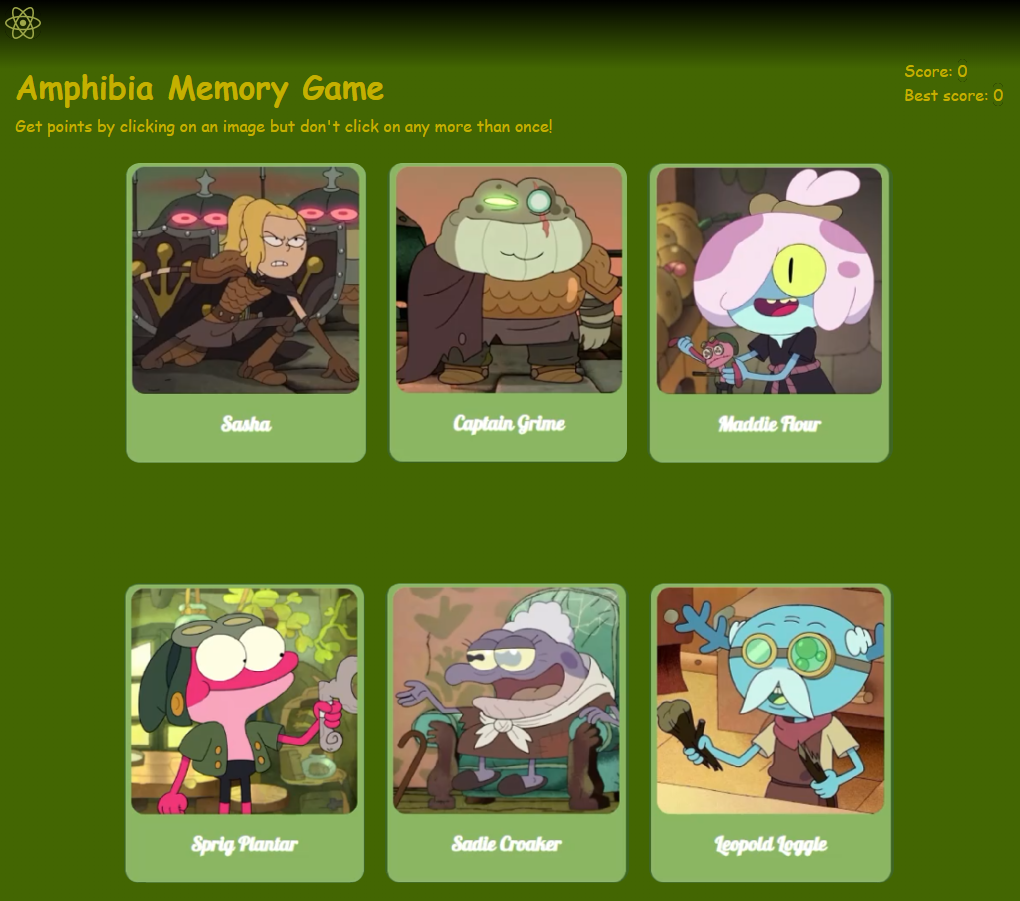 Amphibia Memory Game
Score: 0
Best score: 0
Get points by clicking on an image but don't click on any more than once!
Sasha
Captain Grime
Maddie Flour
Sprig Plantar
Sadie Croaker
Leopold Loggle